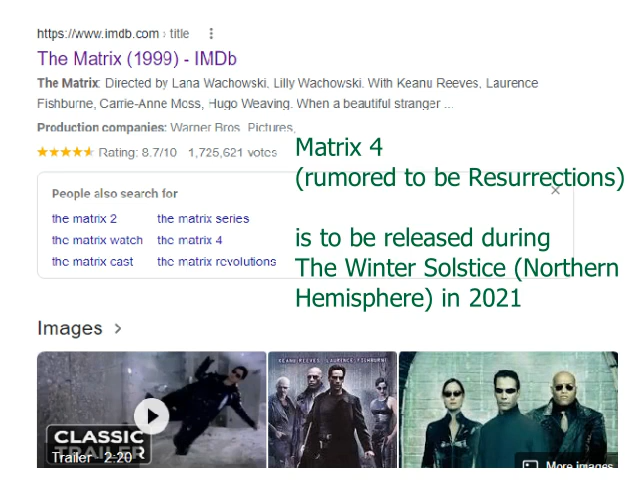 https://www.imdb.com › title
The Matrix (1999) - IMDb
The Matrix: Directed by Lana Wachowski, Lilly Wachowski. With Keanu Reeves, Laurence
Fishburne, Carrie-Anne Moss, Hugo Weaving. When a beautiful stranger ...
Production companies: Warner Bros. Pictures,
Rating: 8.7/10 1,725,621 votes
Matrix 4
(rumored to be Resurrections)
is to be released during
The Winter Solstice (Northern
Hemisphere) in 2021
People also search for
the matrix 2 the matrix series
the matrix watch the matrix 4
the matrix cast the matrix revolutions
Images >
KEANU REEVES LAURENCE FISHBURNE
CLASSIC
TRAILER
Trailer - 2:20
More images